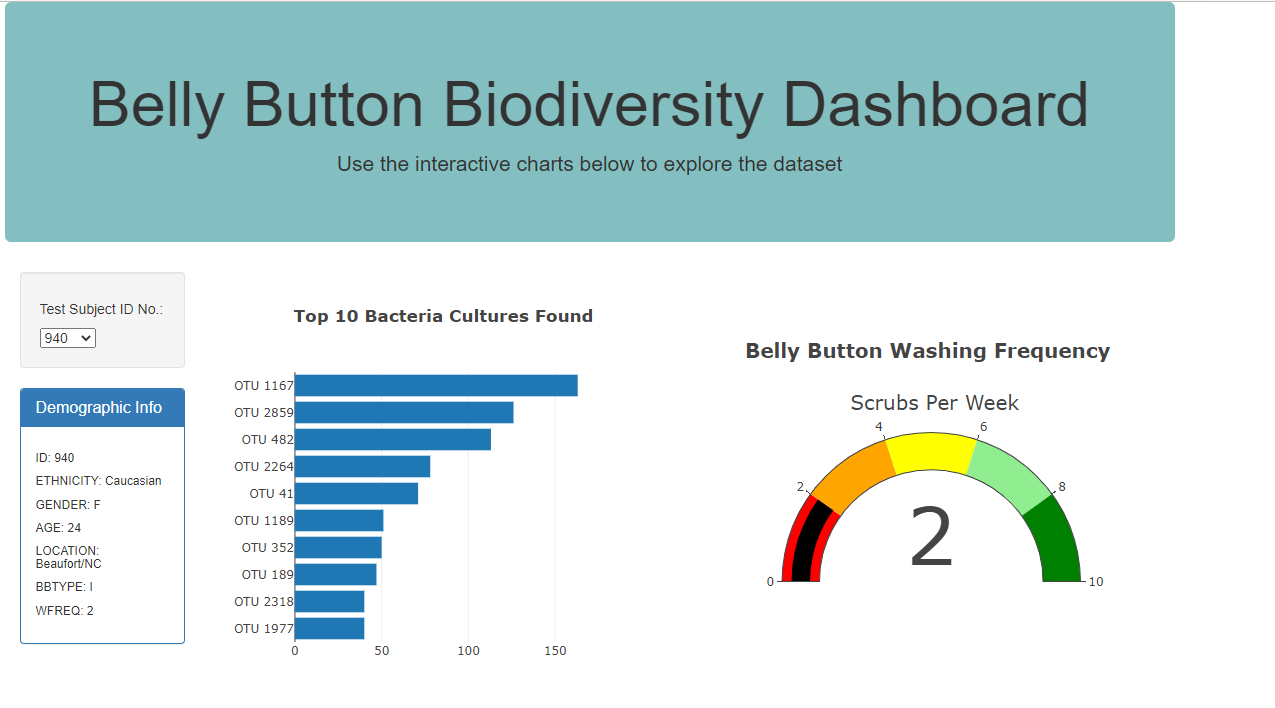 Belly Button Biodiversity Dashboard
Use the interactive charts below to explore the dataset
Test Subject ID No.:
940
Demographic Info
ID: 940
ETHNICITY: Caucasian
GENDER: F
AGE: 24
LOCATION:
Beaufort/NC
BBTYPE: I
WFREQ: 2
Top 10 Bacteria Cultures Found
OTU 1167
OTU 2859
OTU 482
OTU 2264
OTU 41
OTU 1189
OTU 352
OTU 189
OTU 2318
OTU 1977
0 50 100 150
Belly Button Washing Frequency
Scrubs Per Week
0
2
4
6
8
10
2